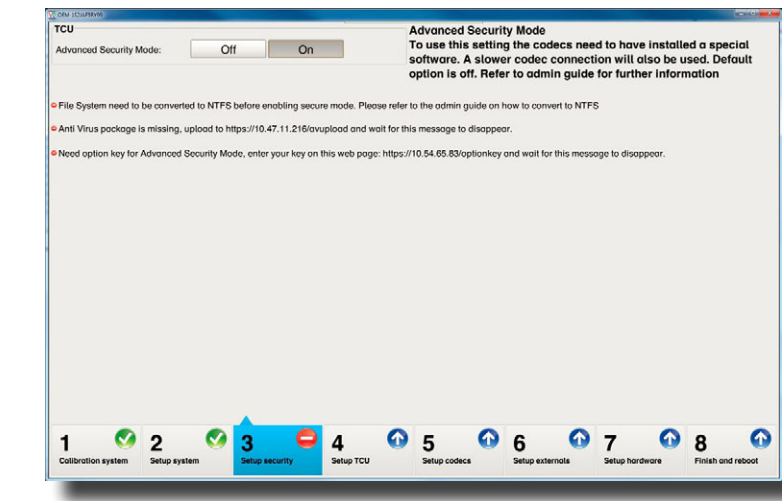 TCU
Advanced Security Mode:
Off
On
Advanced Security Mode
To use this setting the codecs need to have installed a special
software. A slower codec connection will also be used. Default
option is off. Refer to admin guide for further information
File System need to be converted to NTFS before enabling secure mode. Please refer to the admin guide on how to convert to NTFS
Anti Virus package is missing, upload to https://10.47.11.216/avupload and wait for this message to disappear.
Need option key for Advanced Security Mode, enter your key on this web page: https://10.54.65.83/optionkey and wait for this message to disappear.
1
Calibration system
2
Setup system
3
Setup security
4
Setup TCU
5
Setup codecs
6
Setup externals
7
Setup hardware
8
Finish and reboot